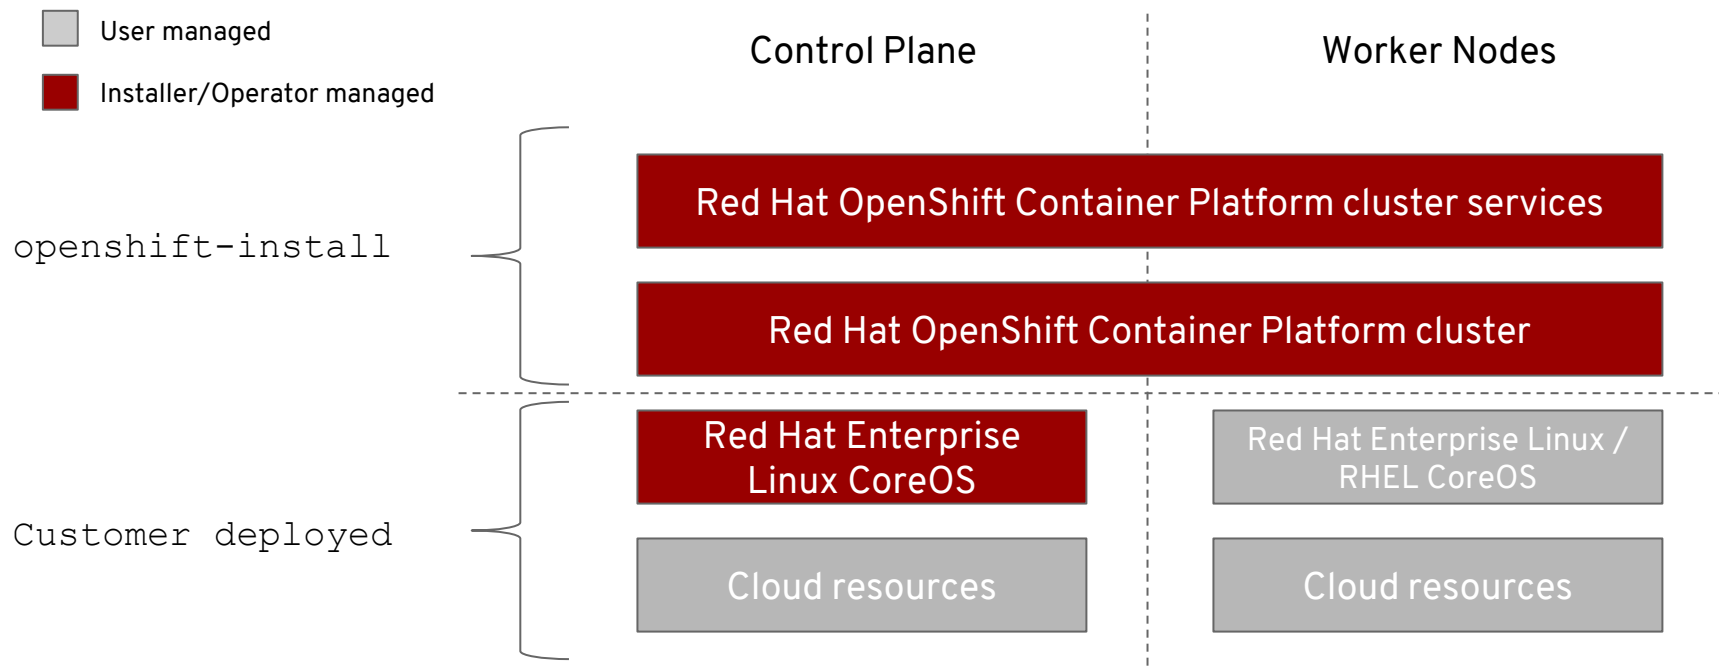 User managed
Installer/Operator managed
Control Plane
Worker Nodes
openshift-install
Red Hat OpenShift Container Platform cluster services
Red Hat OpenShift Container Platform cluster
Customer deployed
Red Hat Enterprise
Linux CoreOS
Red Hat Enterprise Linux /
RHEL CoreOS
Cloud resources
Cloud resources